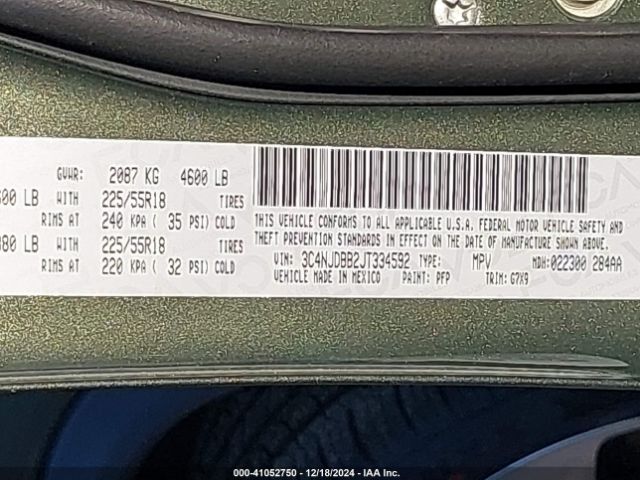 GVWR: 2087 KG 4600 LB
LB WITH 225/55R18 TIRES
RIMS AT 240 KPA ( 35 PSI) COLD
LB WITH 225/55R18 TIRES
RIMS AT 220 KPA ( 32 PSI) COLD
THIS VEHICLE CONFORMS TO ALL APPLICABLE U.S.A. FEDERAL MOTOR VEHICLE SAFETY AND
THEFT PREVENTION STANDARDS IN EFFECT ON THE DATE OF MANUFACTURE SHOWN ABOVE.
VIN: 3C4NJDBB2JT334592 TYPE: MPV MDH: 022300 284AA
VEHICLE MADE IN MEXICO PAINT: PFP TRIM: G7X9
000-41052750 - 12/18/2024 - IAA Inc.